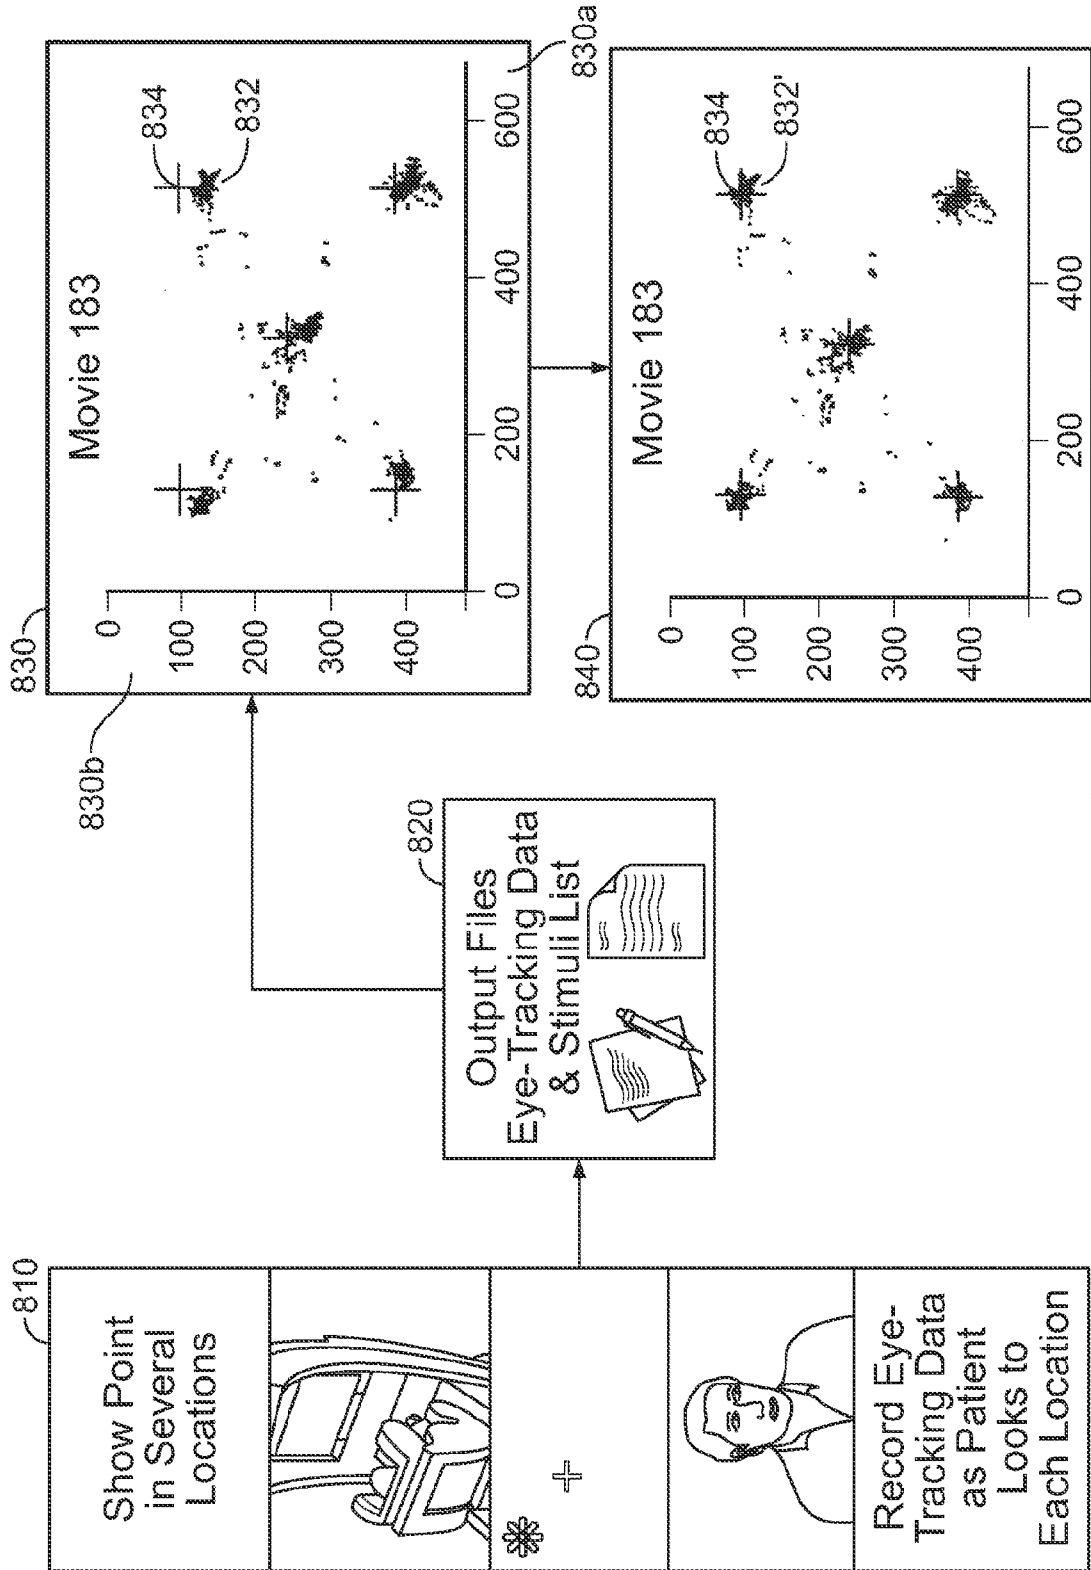 810
Show Point
in Several
Locations
Record Eye-
Tracking Data
as Patient
Looks to
Each Location
820
Output Files
Eye-Tracking Data
& Stimuli List
830
830b
Movie 183
0
100
200
300
400
0
200
400
600
834
832
830a
840
Movie 183
0
100
200
300
400
0
200
400
600
834
832'